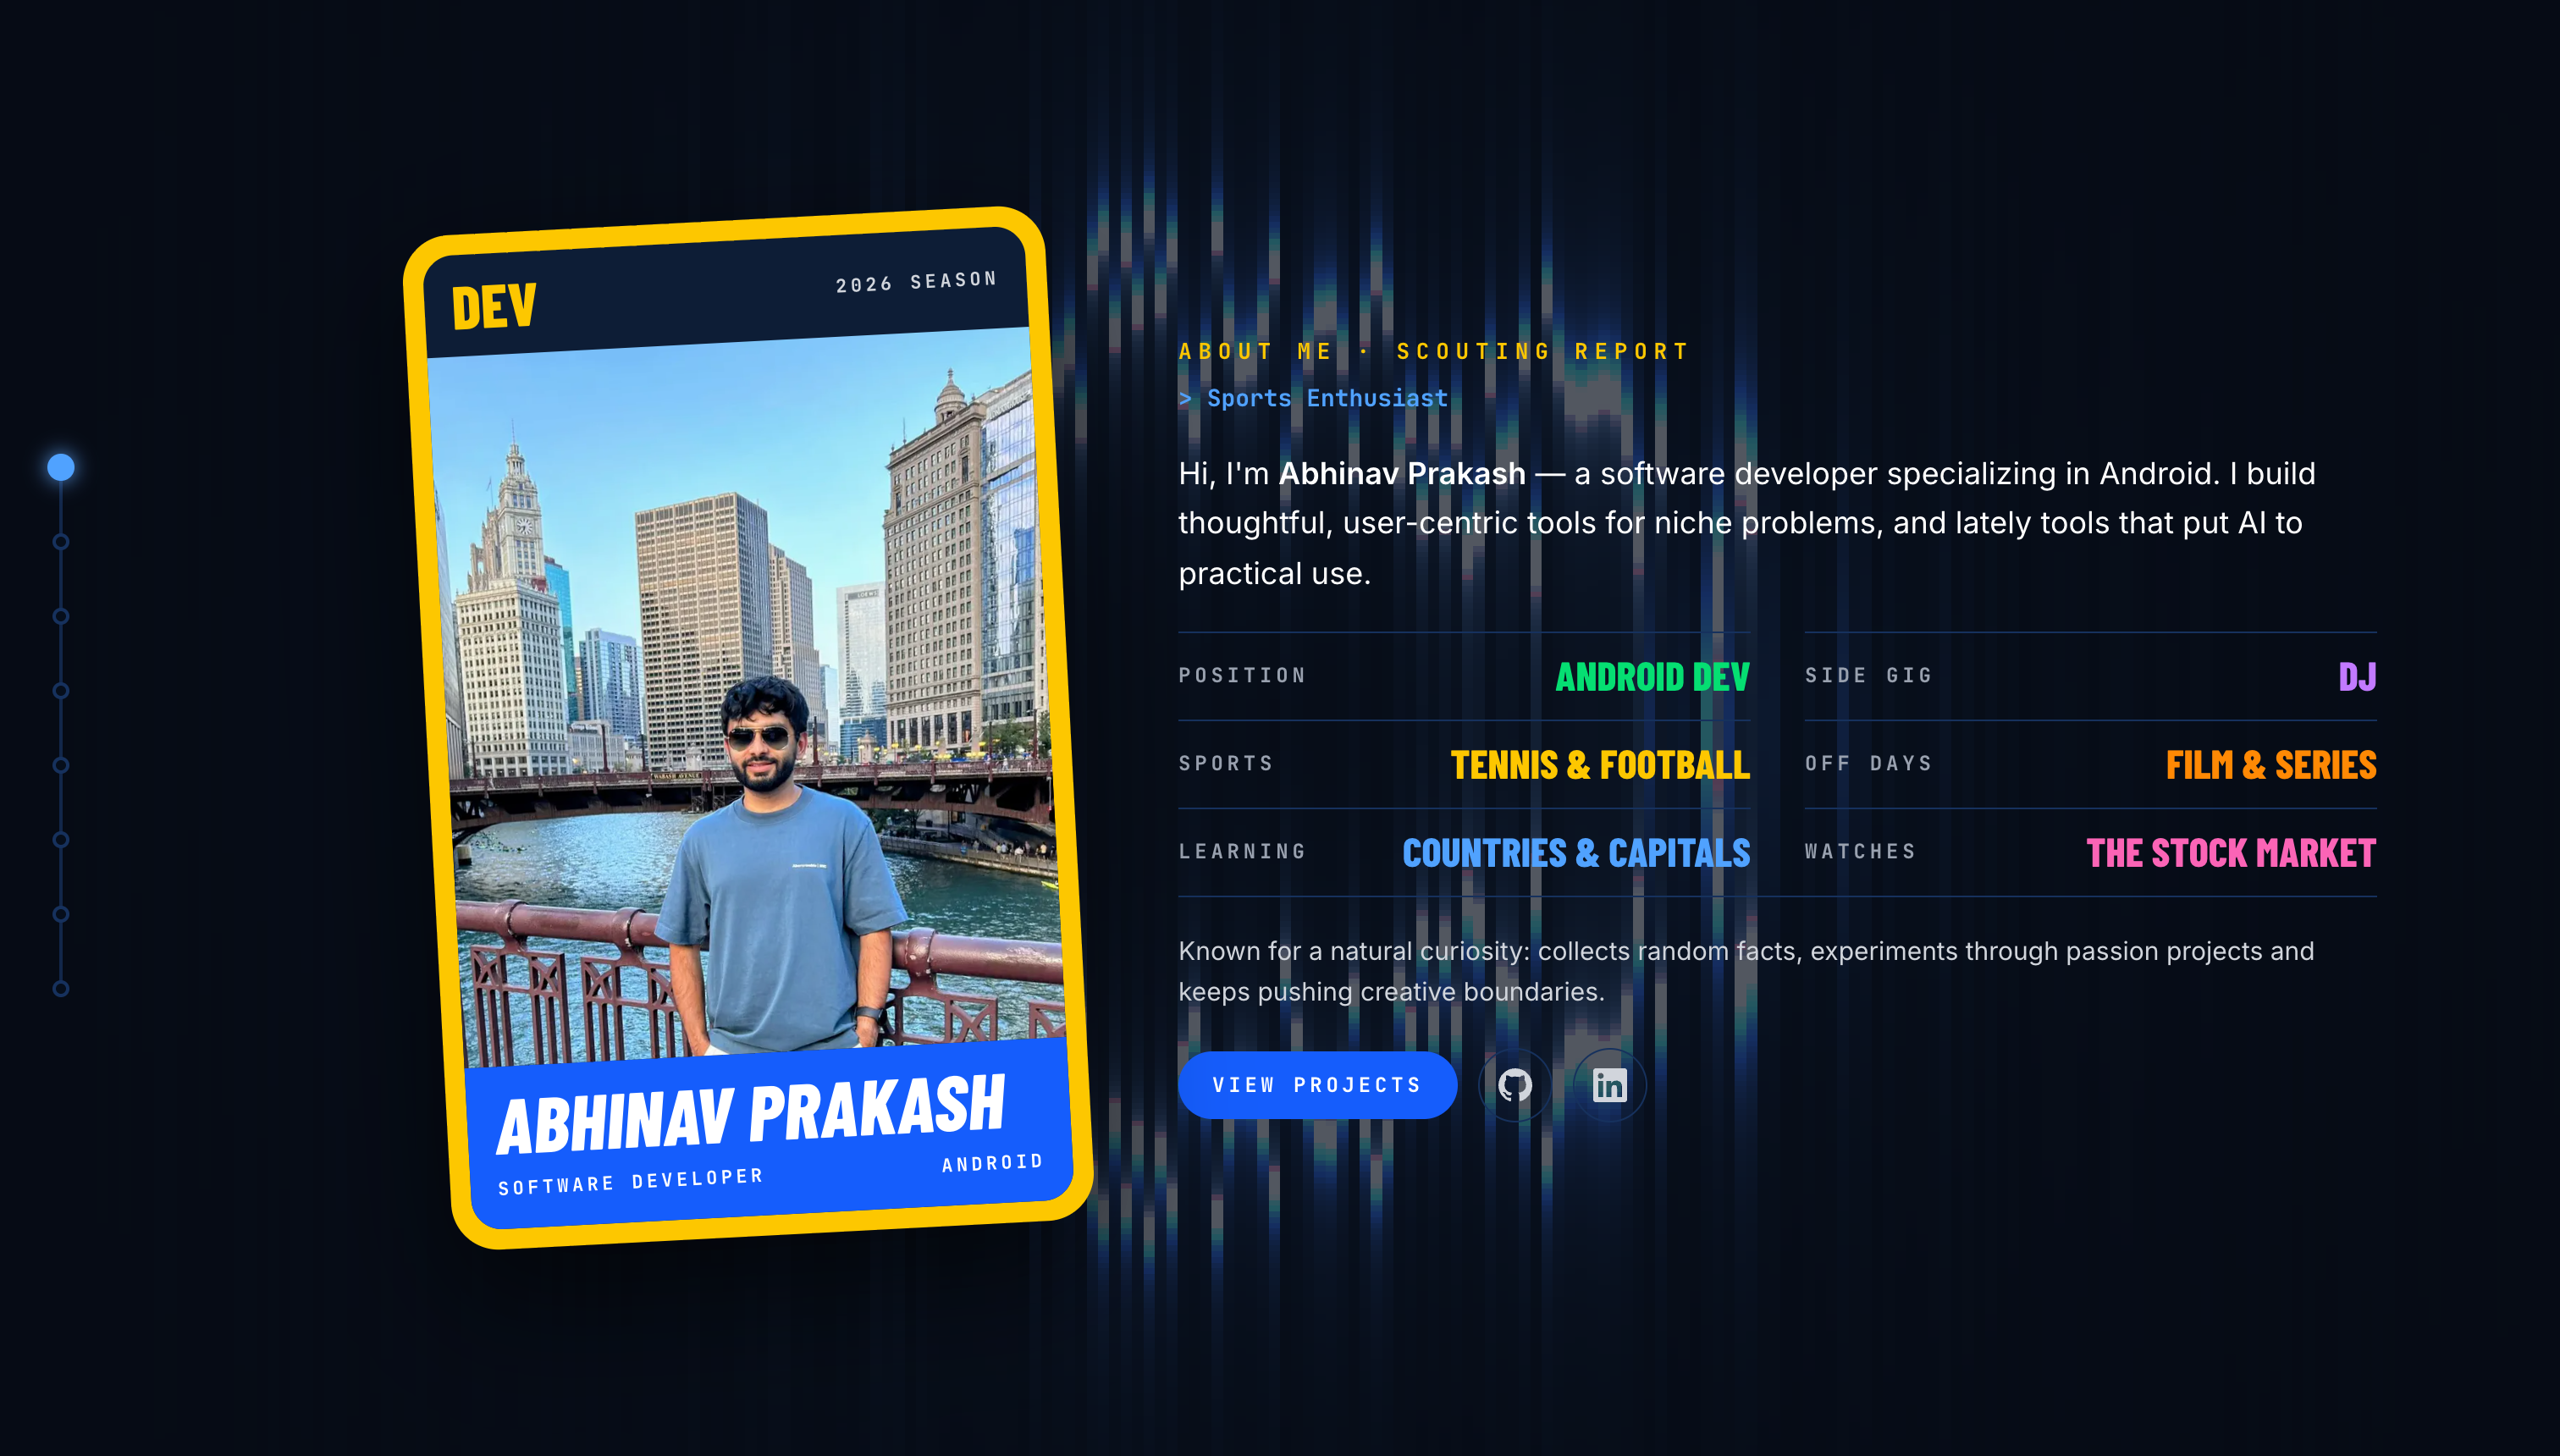 DEV
2026 SEASON
LOEWS
WABASH AVENUE
ABHINAV PRAKASH
SOFTWARE DEVELOPER
ANDROID
ABOUT ME · SCOUTING REPORT
> Sports Enthusiast
Hi, I'm Abhinav Prakash — a software developer specializing in Android. I build
thoughtful, user-centric tools for niche problems, and lately tools that put AI to
practical use.
POSITION ANDROID DEV
SIDE GIG DJ
SPORTS TENNIS & FOOTBALL
OFF DAYS FILM & SERIES
LEARNING COUNTRIES & CAPITALS
WATCHES THE STOCK MARKET
Known for a natural curiosity: collects random facts, experiments through passion projects and
keeps pushing creative boundaries.
VIEW PROJECTS
in